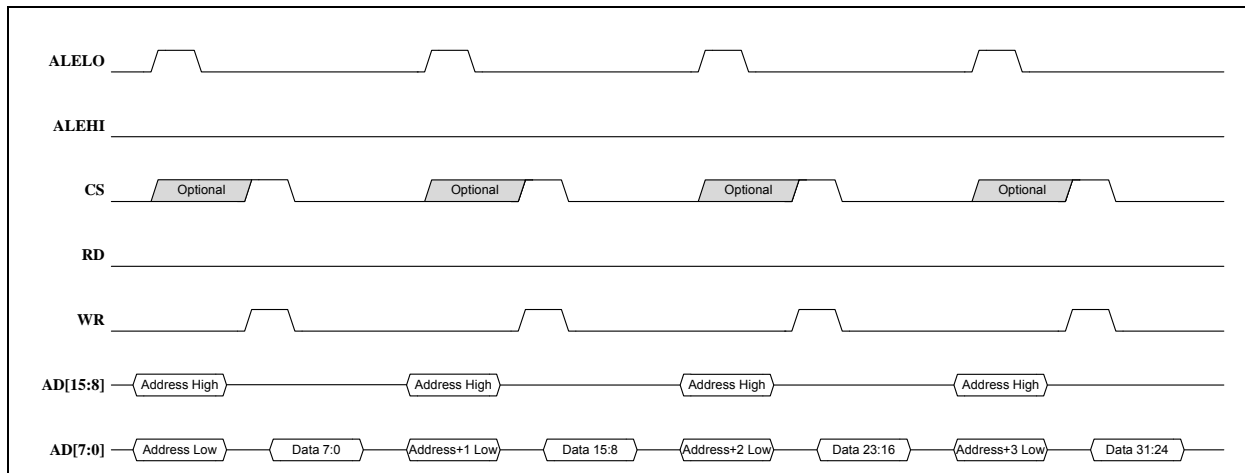 ALELO
ALEHI
CS Optional Optional Optional Optional
RD
WR
AD[15:8] Address High Address High Address High Address High
AD[7:0] Address Low Data 7:0 Address+1 Low Data 15:8 Address+2 Low Data 23:16 Address+3 Low Data 31:24